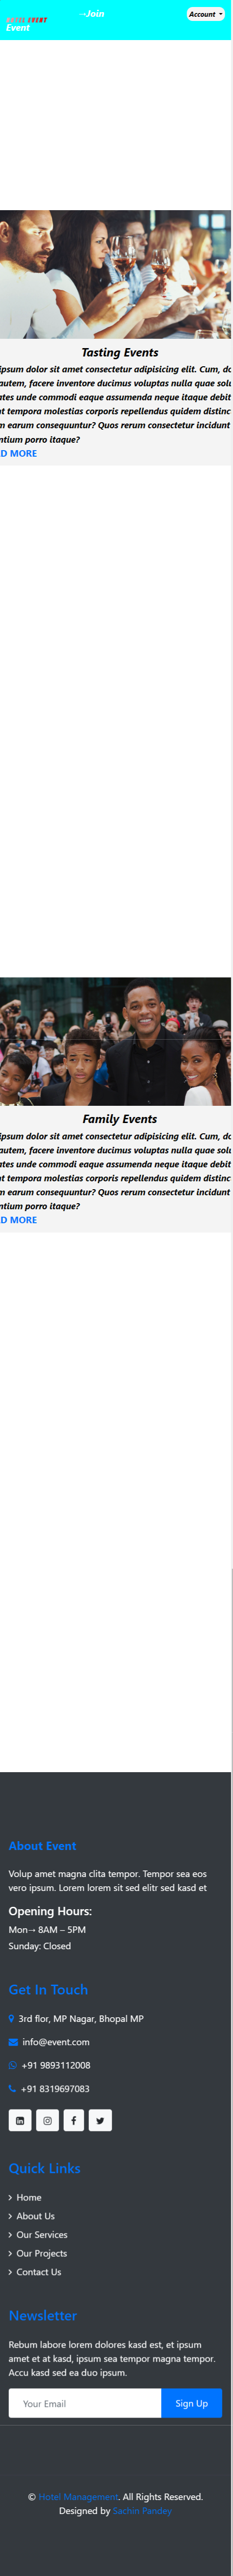 →Join
Account
HOTEL EVENT
Event
Tasting Events
ipsum dolor sit amet consectetur adipisicing elit. Cum,
autem, facere inventore ducimus voluptas nulla quae
unde commodi eaque assumenda neque itaque debit
tempora molestias corporis repellendus quidem distinc
earum consequuntur? Quos rerum consectetur incidunt
porro itaque?
MORE
Family Events
ipsum dolor sit amet consectetur adipisicing elit. Cum,
autem, facere inventore ducimus voluptas nulla quae
unde commodi eaque assumenda neque itaque debit
tempora molestias corporis repellendus quidem distinc
earum consequuntur? Quos rerum consectetur incidunt
porro itaque?
MORE
About Event
Volup amet magna clita tempor. Tempor sea eos
vero ipsum. Lorem lorem sit sed elitr sed kasd et
Opening Hours:
Mon→ 8AM – 5PM
Sunday: Closed
Get In Touch
3rd flor, MP Nagar, Bhopal MP
info@event.com
+91 9893112008
+91 8319697083
Quick Links
Home
About Us
Our Services
Our Projects
Contact Us
Newsletter
Rebum labore lorem dolores kasd est, et ipsum
amet et at kasd, ipsum sea tempor magna tempor.
Accu kasd sed ea duo ipsum.
Your Email
Sign Up
© Hotel Management. All Rights Reserved.
Designed by Sachin Pandey